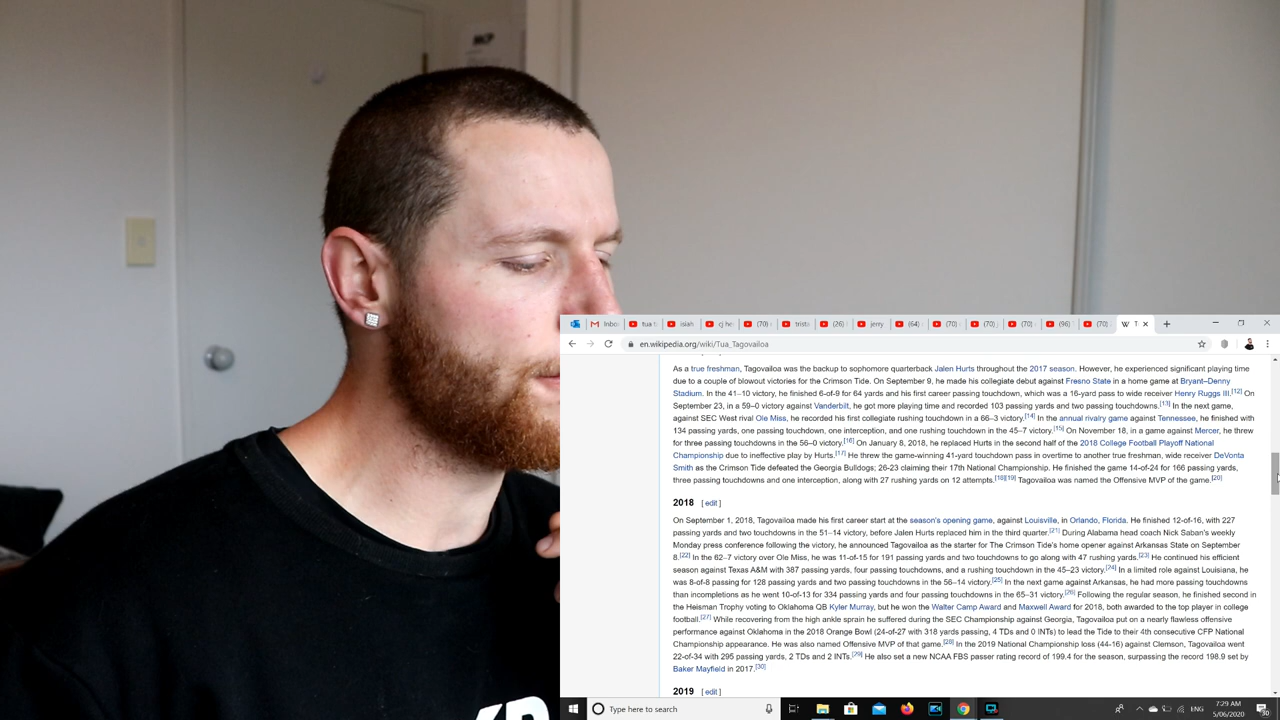 Inbo
tua t
isiah
cj he
(70)
trista
(26)
jerry
(64)
(70)
(70)
(70)
(96)
(70)
W T
en.wikipedia.org/wiki/Tua_Tagovailoa
As a true freshman, Tagovailoa was the backup to sophomore quarterback Jalen Hurts throughout the 2017 season. However, he experienced significant playing time
due to a couple of blowout victories for the Crimson Tide. On September 9, he made his collegiate debut against Fresno State in a home game at Bryant–Denny
Stadium. In the 41–10 victory, he finished 6-of-9 for 64 yards and his first career passing touchdown, which was a 16-yard pass to wide receiver Henry Ruggs III.[12] On
September 23, in a 59–0 victory against Vanderbilt, he got more playing time and recorded 103 passing yards and two passing touchdowns.[13] In the next game,
against SEC West rival Ole Miss, he recorded his first collegiate rushing touchdown in a 66–3 victory.[14] In the annual rivalry game against Tennessee, he finished with
134 passing yards, one passing touchdown, one interception, and one rushing touchdown in the 45–7 victory.[15] On November 18, in a game against Mercer, he threw
for three passing touchdowns in the 56–0 victory.[16] On January 8, 2018, he replaced Hurts in the second half of the 2018 College Football Playoff National
Championship due to ineffective play by Hurts.[17] He threw the game-winning 41-yard touchdown pass in overtime to another true freshman, wide receiver DeVonta
Smith as the Crimson Tide defeated the Georgia Bulldogs; 26-23 claiming their 17th National Championship. He finished the game 14-of-24 for 166 passing yards,
three passing touchdowns and one interception, along with 27 rushing yards on 12 attempts.[18][19] Tagovailoa was named the Offensive MVP of the game.[20]
2018 [ edit ]
On September 1, 2018, Tagovailoa made his first career start at the season's opening game, against Louisville, in Orlando, Florida. He finished 12-of-16, with 227
passing yards and two touchdowns in the 51–14 victory, before Jalen Hurts replaced him in the third quarter.[21] During Alabama head coach Nick Saban's weekly
Monday press conference following the victory, he announced Tagovailoa as the starter for The Crimson Tide's home opener against Arkansas State on September
8.[22] In the 62–7 victory over Ole Miss, he was 11-of-15 for 191 passing yards and two touchdowns to go along with 47 rushing yards.[23] He continued his efficient
season against Texas A&M with 387 passing yards, four passing touchdowns, and a rushing touchdown in the 45–23 victory.[24] In a limited role against Louisiana, he
was 8-of-8 passing for 128 passing yards and two passing touchdowns in the 56–14 victory.[25] In the next game against Arkansas, he had more passing touchdowns
than incompletions as he went 10-of-13 for 334 passing yards and four passing touchdowns in the 65–31 victory.[26] Following the regular season, he finished second in
the Heisman Trophy voting to Oklahoma QB Kyler Murray, but he won the Walter Camp Award and Maxwell Award for 2018, both awarded to the top player in college
football.[27] While recovering from the high ankle sprain he suffered during the SEC Championship against Georgia, Tagovailoa put on a nearly flawless offensive
performance against Oklahoma in the 2018 Orange Bowl (24-of-27 with 318 yards passing, 4 TDs and 0 INTs) to lead the Tide to their 4th consecutive CFP National
Championship appearance. He was also named Offensive MVP of that game.[28] In the 2019 National Championship loss (44-16) against Clemson, Tagovailoa went
22-of-34 with 295 passing yards, 2 TDs and 2 INTs.[29] He also set a new NCAA FBS passer rating record of 199.4 for the season, surpassing the record 198.9 set by
Baker Mayfield in 2017.[30]
2019 [ edit ]
Type here to search
ENG
7:29 AM
5/06/2020